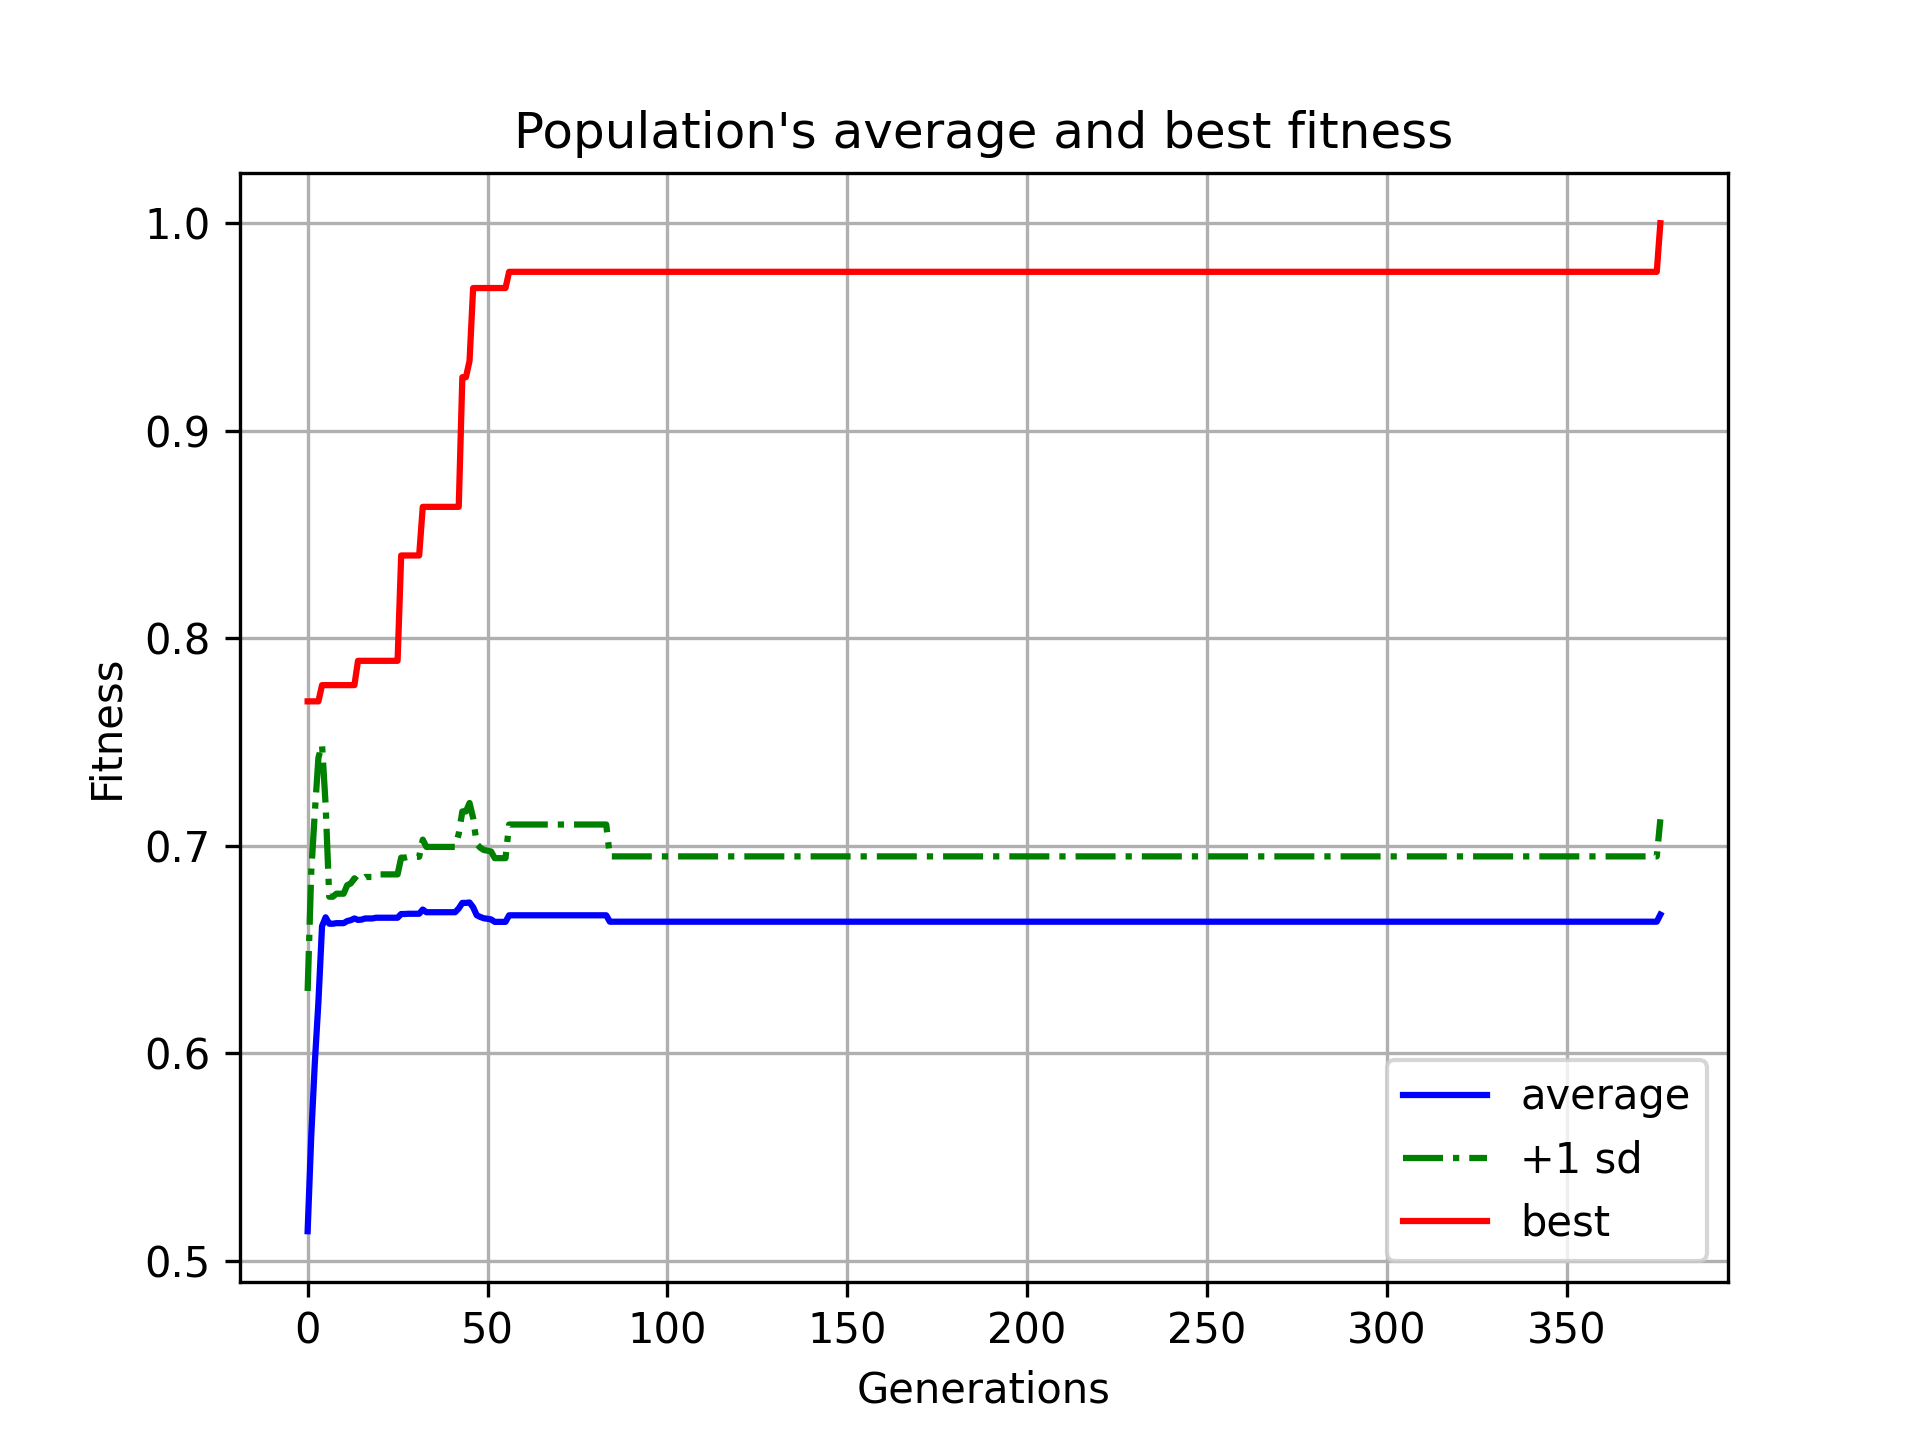 Population's average and best fitness
1.0
0.9
0.8
0.7
0.6
0.5
Fitness
0 50 100 150 200 250 300 350
Generations
average
+1 sd
best